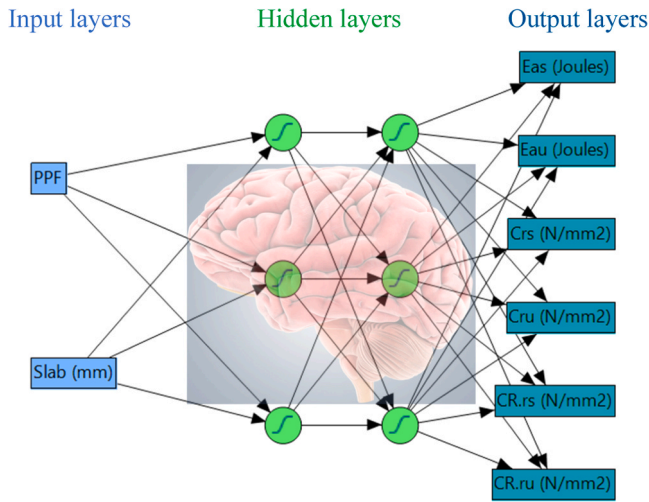 Input layers
Hidden layers
Output layers
PPF
Slab (mm)
Eas (Joules)
Eau (Joules)
Crs (N/mm2)
Cru (N/mm2)
CR.rs (N/mm2)
CR.ru (N/mm2)